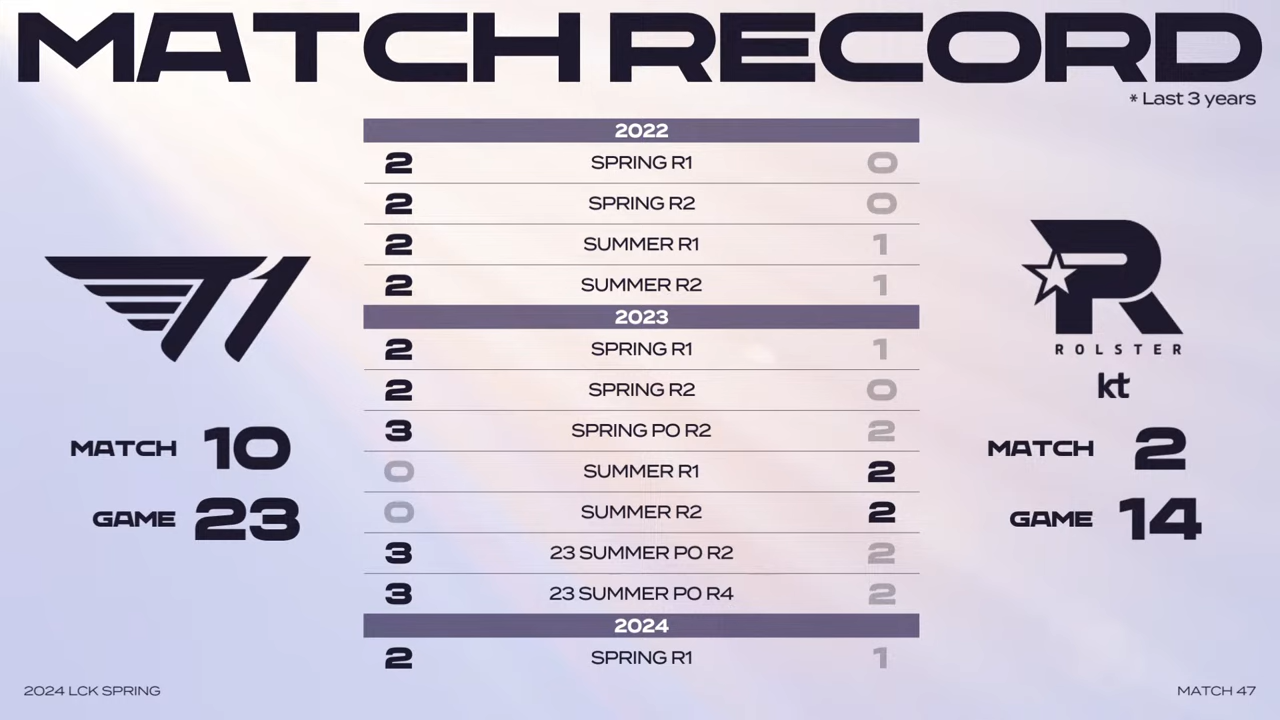 MATCH RECORD
* Last 3 years
2022
2 SPRING R1 0
2 SPRING R2 0
2 SUMMER R1 1
2 SUMMER R2 1
2023
2 SPRING R1 1
2 SPRING R2 0
3 SPRING PO R2 2
0 SUMMER R1 2
0 SUMMER R2 2
3 23 SUMMER PO R2 2
3 23 SUMMER PO R4 2
2024
2 SPRING R1 1
T1
MATCH 10
GAME 23
R
ROLSTER
kt
MATCH 2
GAME 14
2024 LCK SPRING
MATCH 47